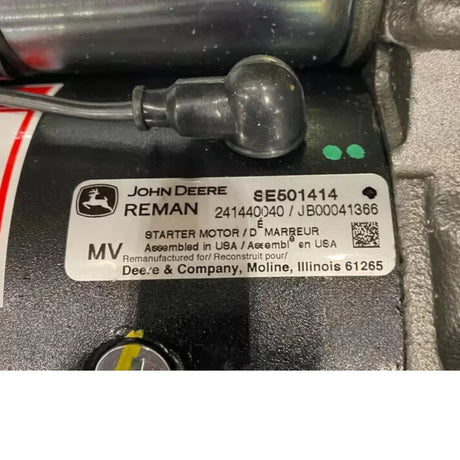 JOHN DEERE SE501414
REMAN 241440040 / JB00041366
STARTER MOTOR / DÉMARREUR
Assembled in USA / Assemblé en USA
MV Remanufactured for/ Reconstruit pour/
Deere & Company, Moline, Illinois 61265